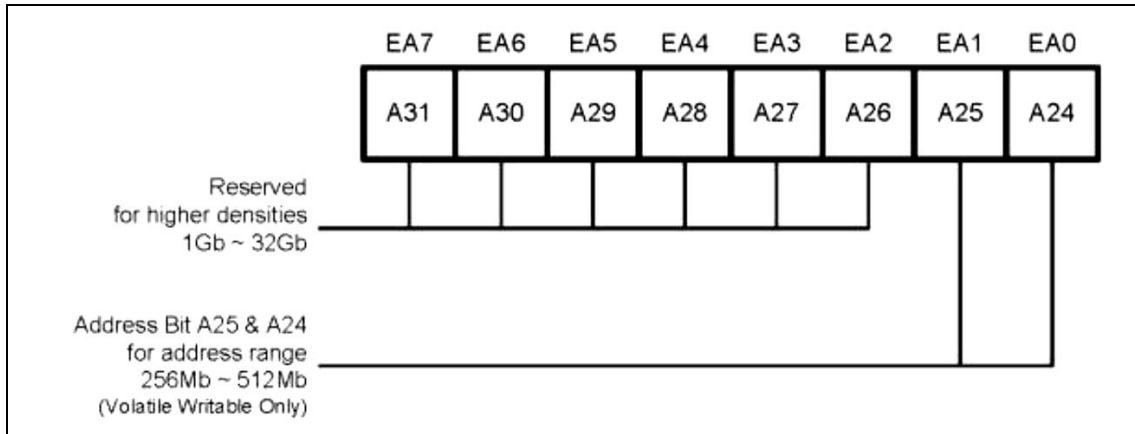 EA7 EA6 EA5 EA4 EA3 EA2 EA1 EA0
A31 A30 A29 A28 A27 A26 A25 A24
Reserved
for higher densities
1Gb ~ 32Gb
Address Bit A25 & A24
for address range
256Mb ~ 512Mb
(Volatile Writable Only)